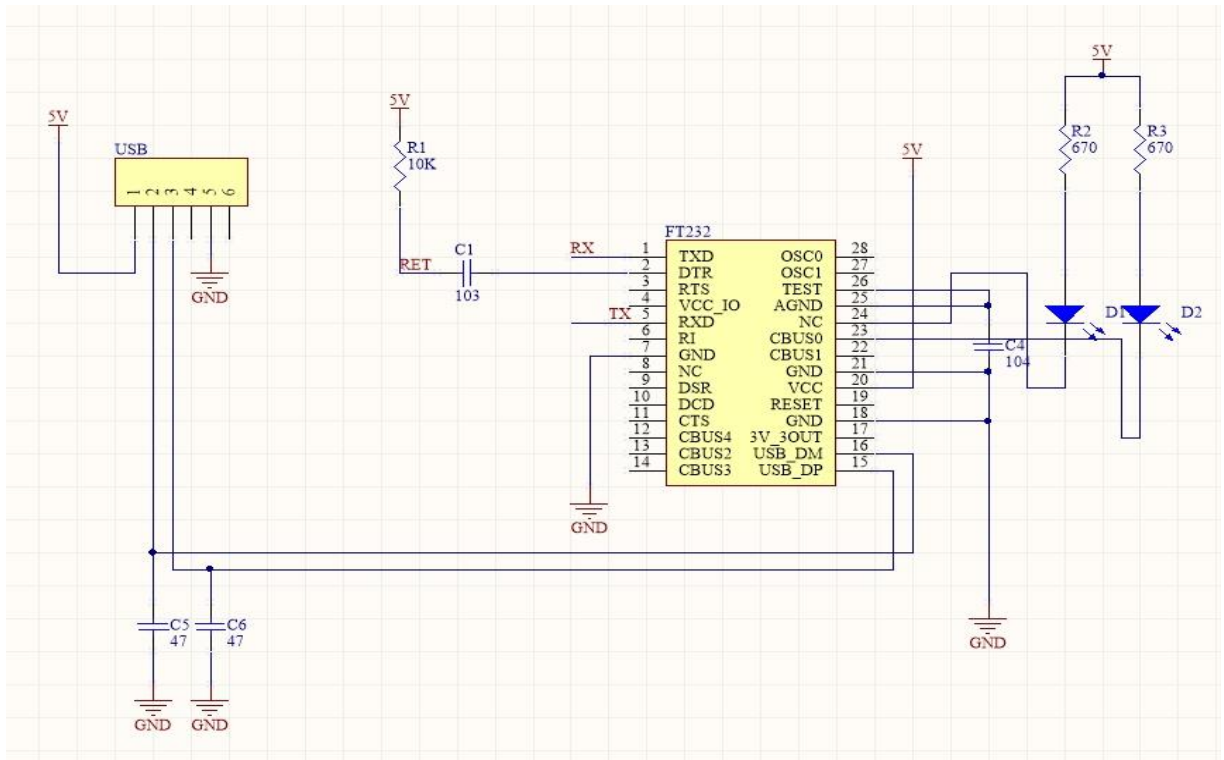 5V
USB
1 2 3 4 5 6
GND
5V
R1
10K
RET
C1
103
RX
TX
FT232
1 TXD OSC0 28
2 DTR OSC1 27
3 RTS TEST 26
4 VCC_IO AGND 25
5 RXD NC 24
6 RI CBUS0 23
7 GND CBUS1 22
8 NC GND 21
9 DSR VCC 20
10 DCD RESET 19
11 CTS GND 18
12 CBUS4 3V_3OUT 17
13 CBUS2 USB_DM 16
14 CBUS3 USB_DP 15
GND
5V
5V
R2
670
R3
670
D1
D2
C4
104
GND
C5
47
C6
47
GND
GND